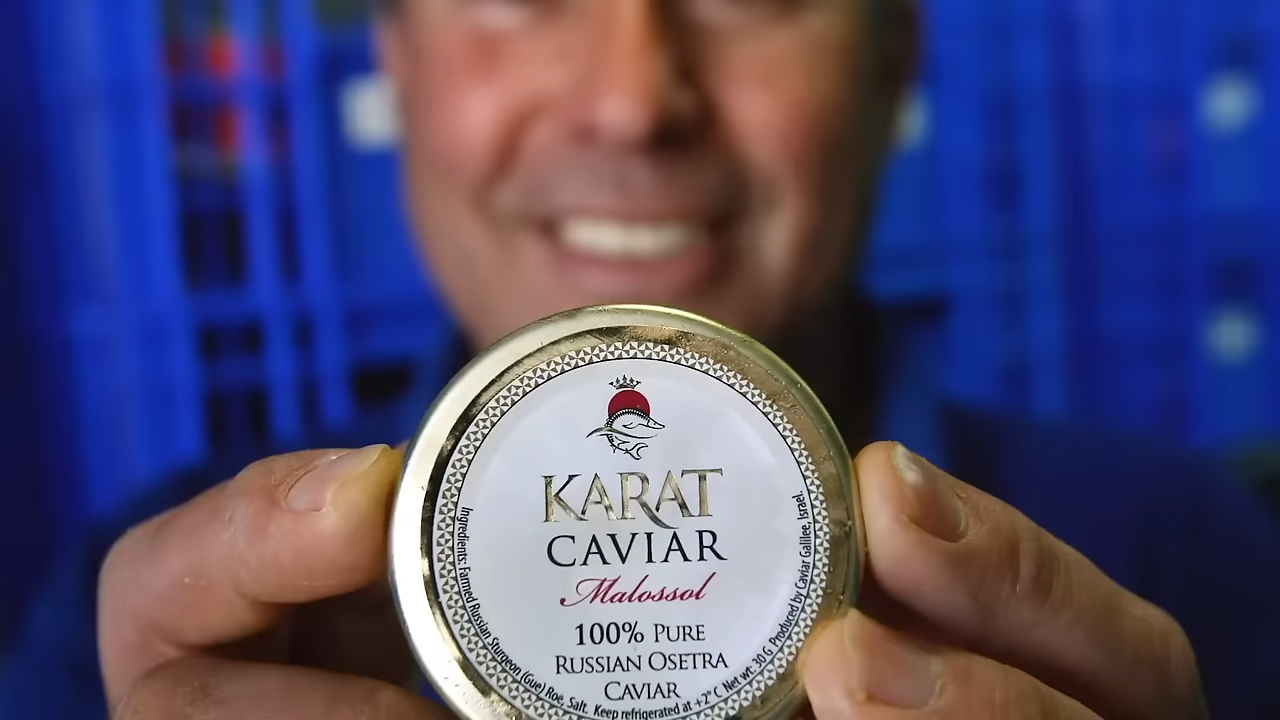 KARAT
CAVIAR
Malossol
100% PURE
RUSSIAN OSETRA
CAVIAR
Ingredients: Farmed Russian Sturgeon (Gue) Roe, Salt. Keep refrigerated at +2°C Net wt: 30 G Produced by Caviar Galilee, Israel.